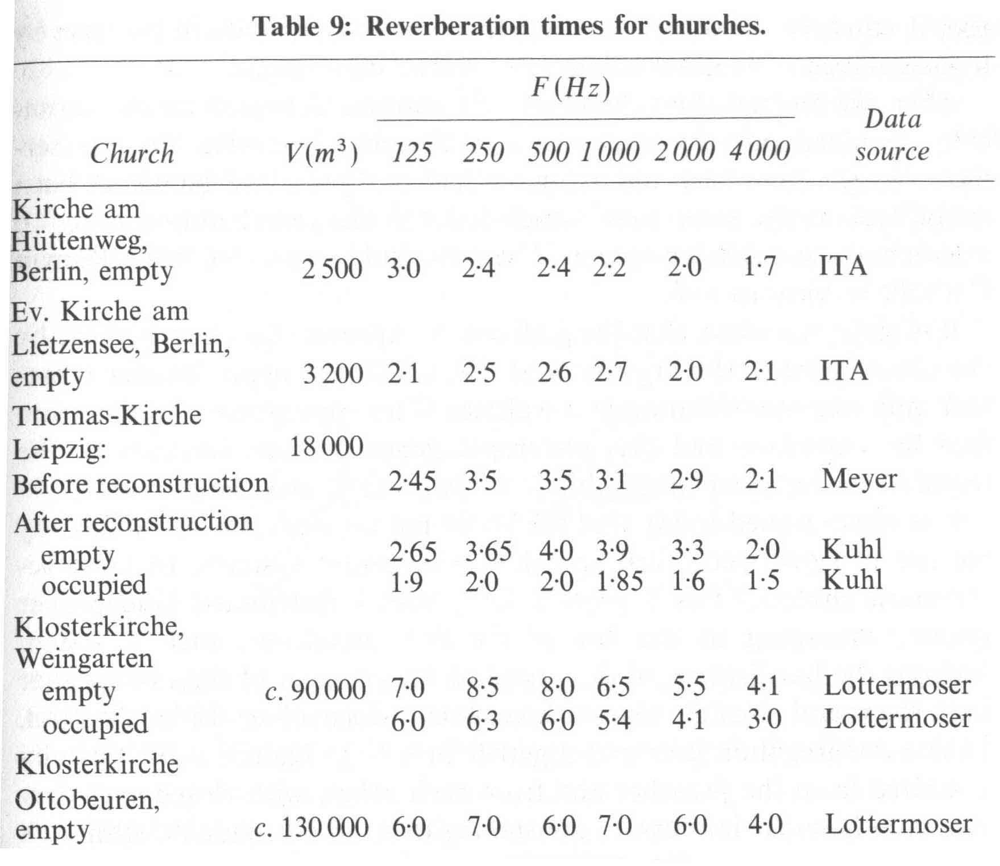 Table 9: Reverberation times for churches.
F (Hz)
Data
Church V(m³) 125 250 500 1 000 2 000 4 000 source
Kirche am
Hüttenweg,
Berlin, empty 2 500 3·0 2·4 2·4 2·2 2·0 1·7 ITA
Ev. Kirche am
Lietzensee, Berlin,
empty 3 200 2·1 2·5 2·6 2·7 2·0 2·1 ITA
Thomas-Kirche
Leipzig: 18 000
Before reconstruction 2·45 3·5 3·5 3·1 2·9 2·1 Meyer
After reconstruction
empty 2·65 3·65 4·0 3·9 3·3 2·0 Kuhl
occupied 1·9 2·0 2·0 1·85 1·6 1·5 Kuhl
Klosterkirche,
Weingarten
empty c. 90 000 7·0 8·5 8·0 6·5 5·5 4·1 Lottermoser
occupied 6·0 6·3 6·0 5·4 4·1 3·0 Lottermoser
Klosterkirche
Ottobeuren,
empty c. 130 000 6·0 7·0 6·0 7·0 6·0 4·0 Lottermoser